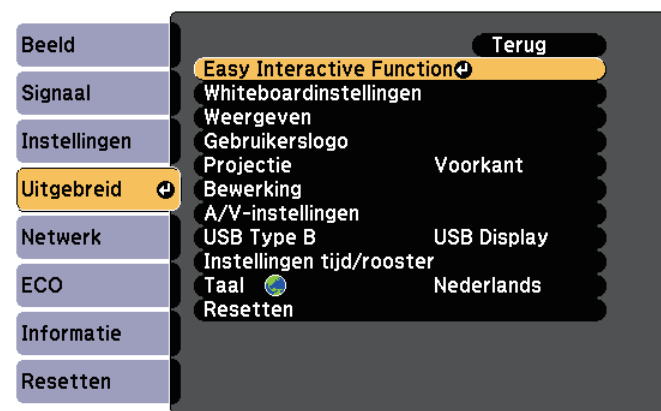 Beeld
Signaal
Instellingen
Uitgebreid
Netwerk
ECO
Informatie
Resetten
Terug
Easy Interactive Function
Whiteboardinstellingen
Weergeven
Gebruikerslogo
Projectie Voorkant
Bewerking
A/V-instellingen
USB Type B USB Display
Instellingen tijd/rooster
Taal Nederlands
Resetten